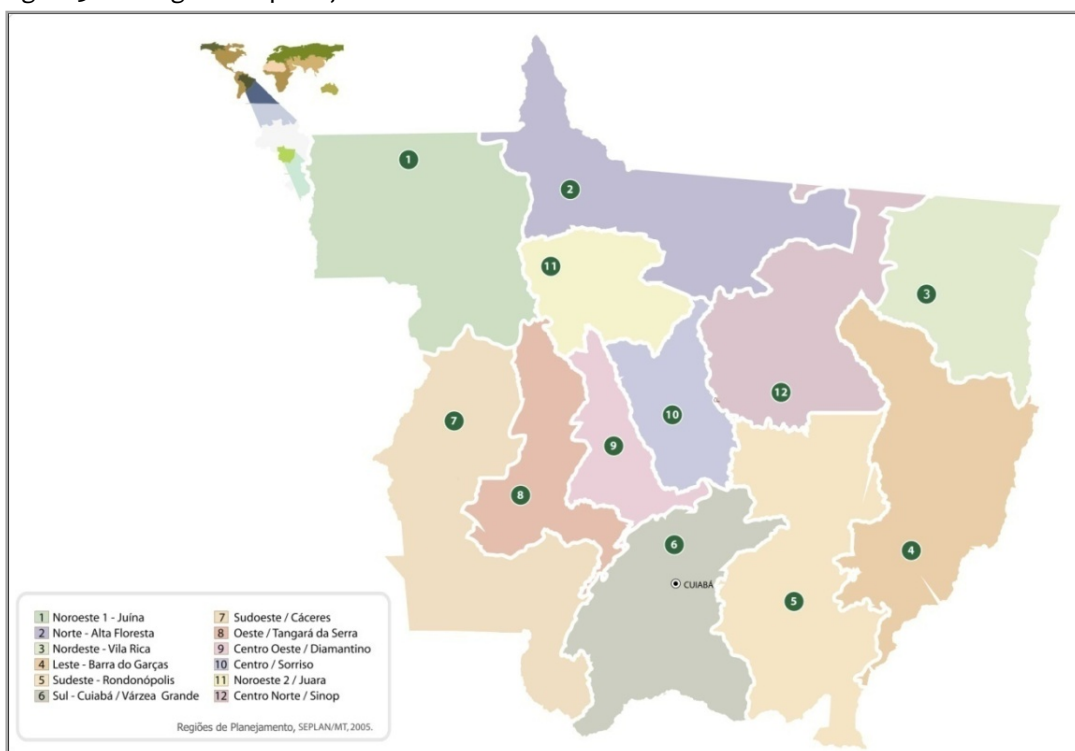 1
2
11
3
12
7
10
9
8
6
4
CUIABÁ
5
1 Noroeste 1 - Juína
2 Norte - Alta Floresta
3 Nordeste - Vila Rica
4 Leste - Barra do Garças
5 Sudeste - Rondonópolis
6 Sul - Cuiabá / Várzea Grande
7 Sudoeste / Cáceres
8 Oeste / Tangará da Serra
9 Centro Oeste / Diamantino
10 Centro / Sorriso
11 Noroeste 2 / Juara
12 Centro Norte / Sinop
Regiões de Planejamento, SEPLAN/MT, 2005.